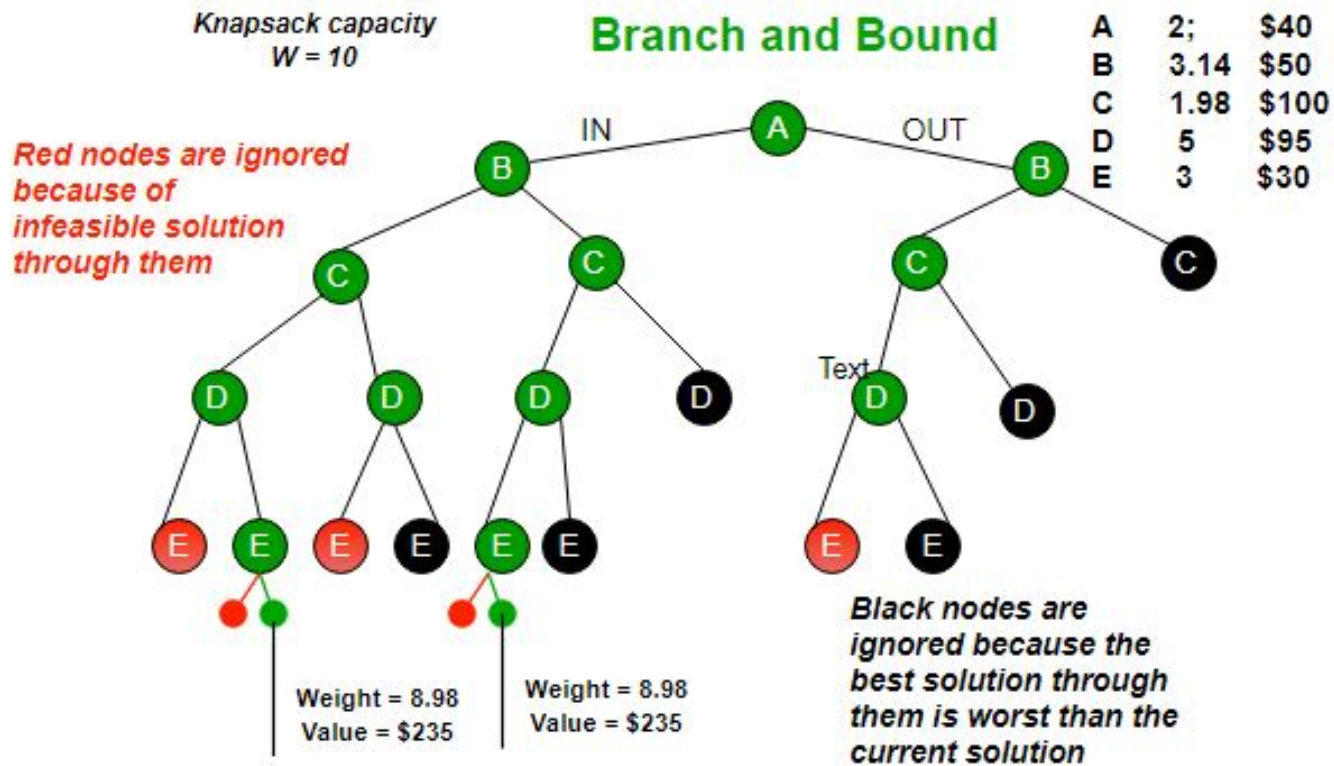 Knapsack capacity
W = 10
Branch and Bound
A 2; $40
B 3.14 $50
C 1.98 $100
D 5 $95
E 3 $30
Red nodes are ignored
because of
infeasible solution
through them
IN
A
OUT
B
B
C
C
C
C
Text
D
D
D
D
D
D
E
E
E
E
E
E
E
E
Weight = 8.98
Value = $235
Weight = 8.98
Value = $235
Black nodes are
ignored because the
best solution through
them is worst than the
current solution